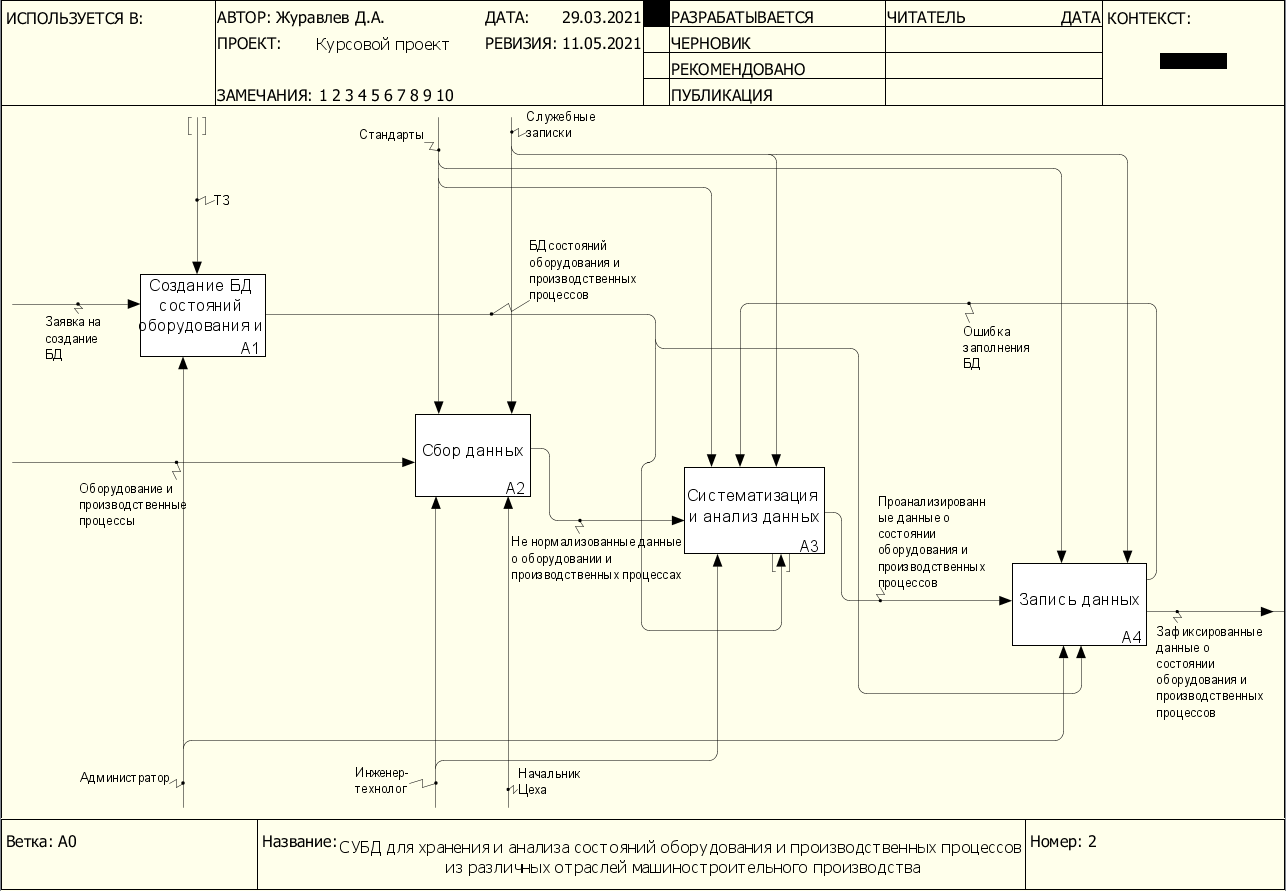 ИСПОЛЬЗУЕТСЯ В:
АВТОР: Журавлев Д.А.
ДАТА: 29.03.2021
ПРОЕКТ: Курсовой проект
РЕВИЗИЯ: 11.05.2021
ЗАМЕЧАНИЯ: 1 2 3 4 5 6 7 8 9 10
РАЗРАБАТЫВАЕТСЯ
ЧЕРНОВИК
РЕКОМЕНДОВАНО
ПУБЛИКАЦИЯ
ЧИТАТЕЛЬ
ДАТА
КОНТЕКСТ:
Стандарты
Служебные
записки
ТЗ
БД состояний
оборудования и
производственных
процессов
Создание БД
состояний
оборудования и
A1
Заявка на
создание
БД
Ошибка
заполнения
БД
Сбор данных
A2
Оборудование и
производственные
процессы
Систематизация
и анализ данных
A3
Не нормализованные данные
о оборудовании и
производственных процессах
Проанализированн
ые данные о
состоянии
оборудования и
производственных
процессов
Запись данных
A4
Зафиксированные
данные о
состоянии
оборудования и
производственных
процессов
Администратор
Инженер-
технолог
Начальник
Цеха
Ветка: A0
Название: СУБД для хранения и анализа состояний оборудования и производственных процессов
из различных отраслей машиностроительного производства
Номер: 2